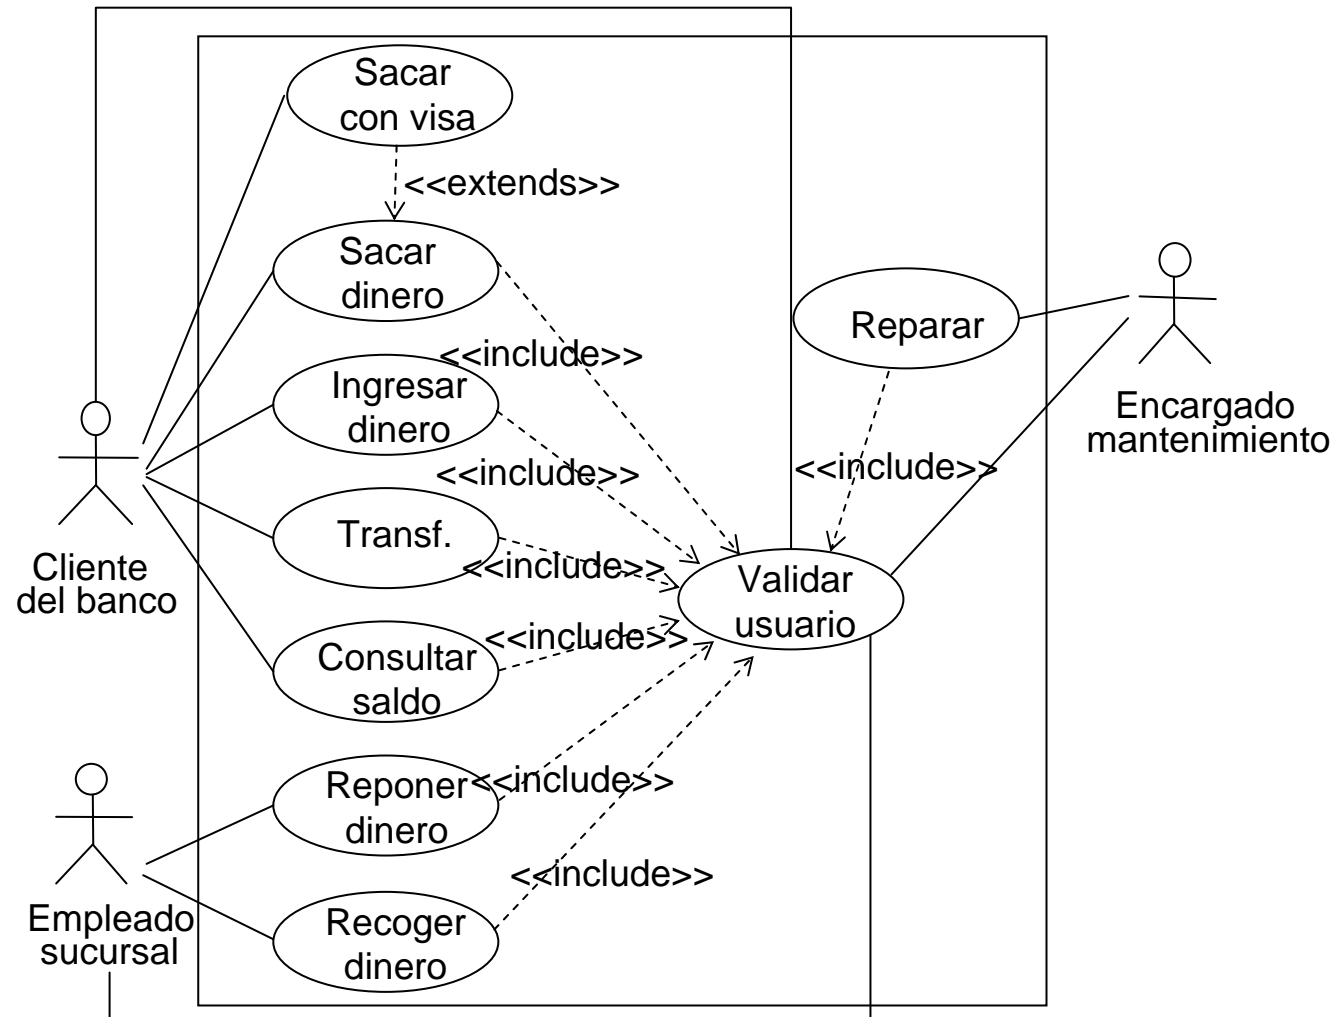 Sacar
con visa
<<extends>>
Sacar
dinero
<<include>>
Reparar
Ingresar
dinero
Encargado
mantenimiento
<<include>>
<<include>>
Transf.
<<include>>
Cliente
del banco
Validar
usuario
<<include>>
Consultar
saldo
Reponer
dinero
<<include>>
<<include>>
Empleado
sucursal
Recoger
dinero